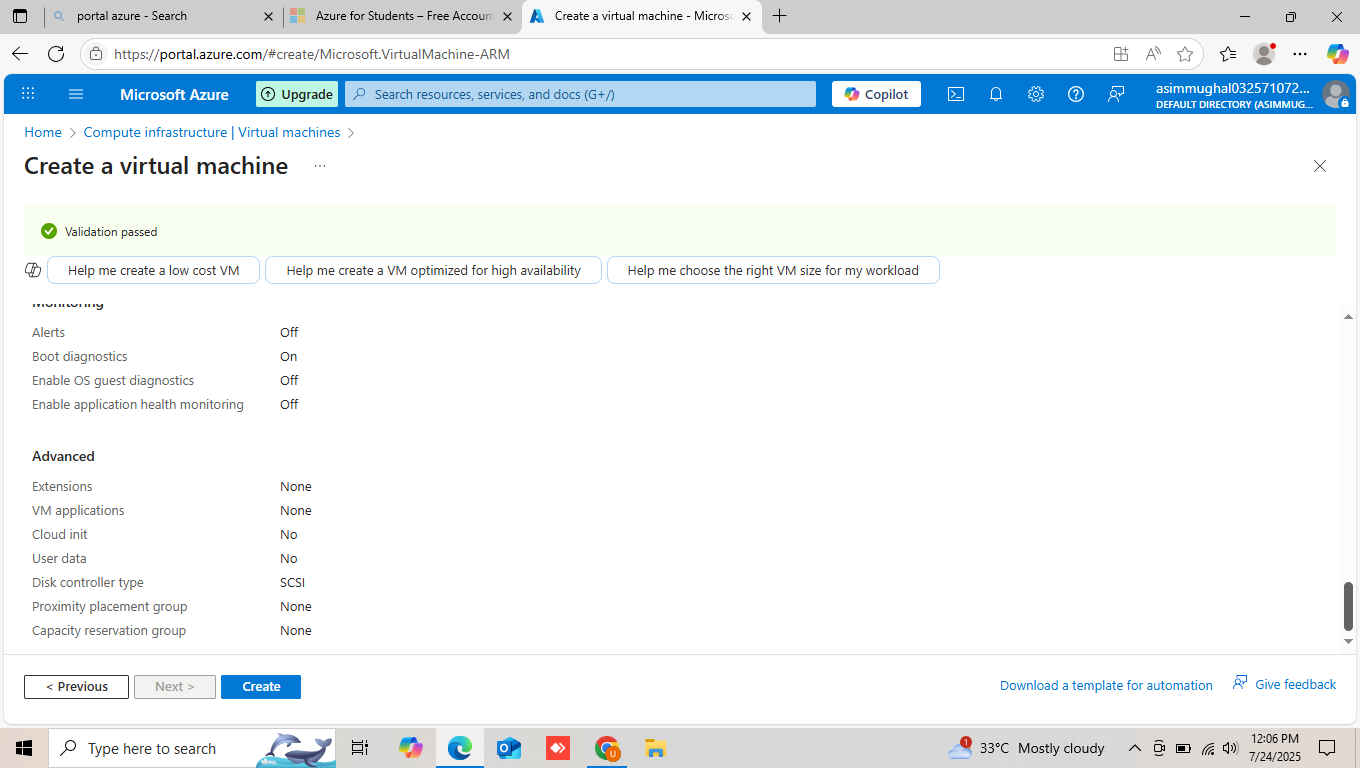 portal azure - Search
Azure for Students – Free Accoun
Create a virtual machine - Micros
https://portal.azure.com/#create/Microsoft.VirtualMachine-ARM
Microsoft Azure
Upgrade
Search resources, services, and docs (G+/)
Copilot
asimmughal032571072...
DEFAULT DIRECTORY (ASIMMUG...
Home > Compute infrastructure | Virtual machines >
Create a virtual machine ...
Validation passed
Help me create a low cost VM
Help me create a VM optimized for high availability
Help me choose the right VM size for my workload
Monitoring
Alerts Off
Boot diagnostics On
Enable OS guest diagnostics Off
Enable application health monitoring Off
Advanced
Extensions None
VM applications None
Cloud init No
User data No
Disk controller type SCSI
Proximity placement group None
Capacity reservation group None
< Previous
Next >
Create
Download a template for automation
Give feedback
Type here to search
1
33°C Mostly cloudy
12:06 PM
7/24/2025